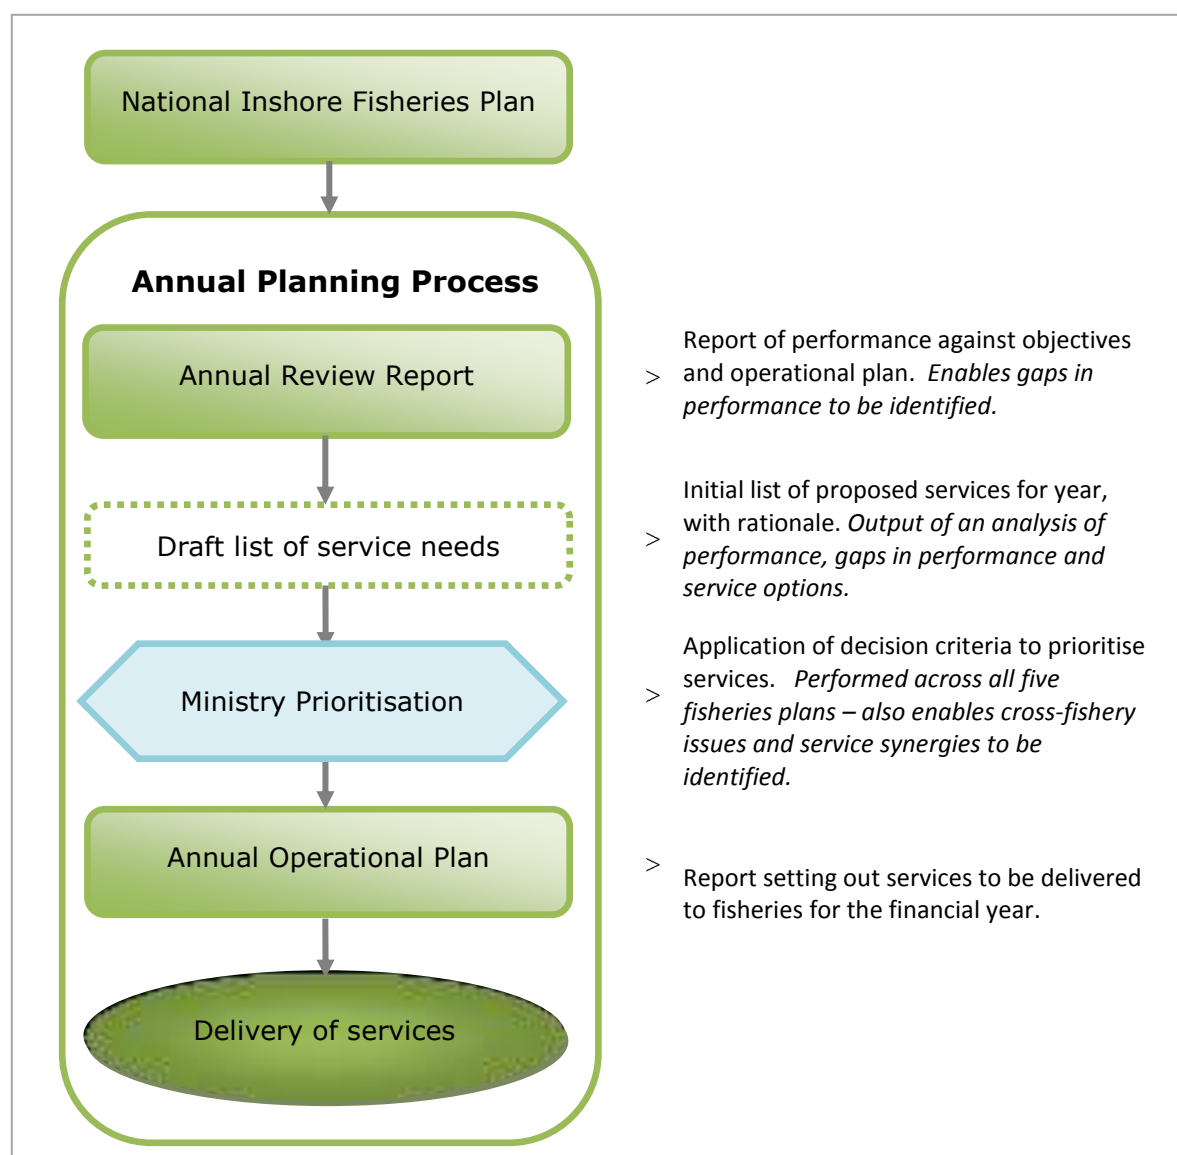 National Inshore Fisheries Plan
Annual Planning Process
Annual Review Report
> Report of performance against objectives
and operational plan. Enables gaps in
performance to be identified.
Draft list of service needs
> Initial list of proposed services for year,
with rationale. Output of an analysis of
performance, gaps in performance and
service options.
Ministry Prioritisation
> Application of decision criteria to prioritise
services. Performed across all five
fisheries plans – also enables cross-fishery
issues and service synergies to be
identified.
Annual Operational Plan
> Report setting out services to be delivered
to fisheries for the financial year.
Delivery of services